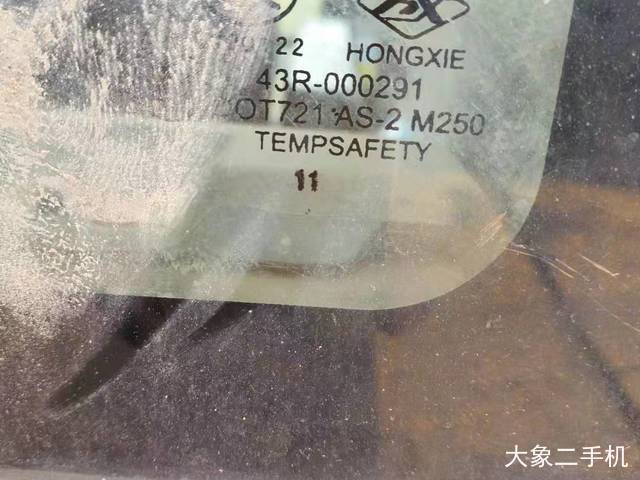 22 HONGXIE
43R-000291
OT721 AS-2 M250
TEMPSAFETY
11
大象二手机